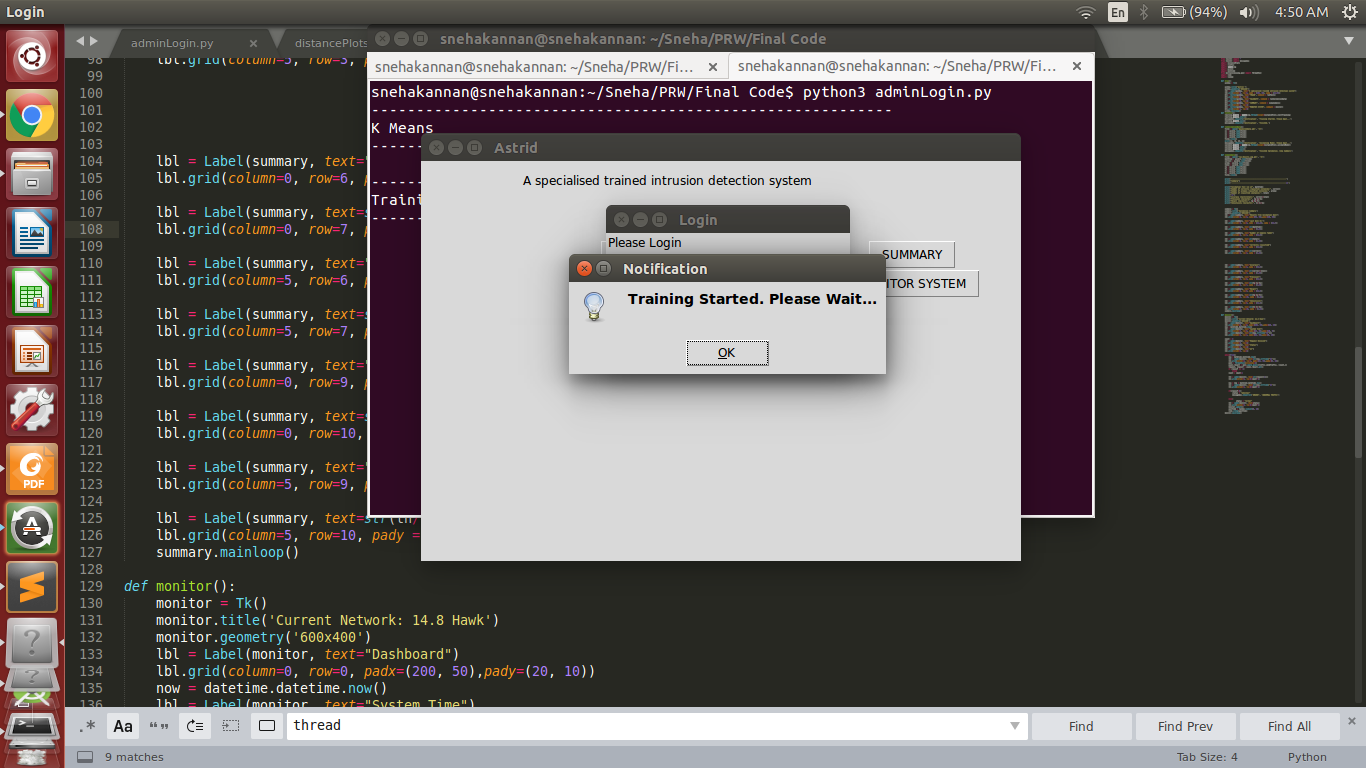 Login
En
(94%)
4:50 AM
adminLogin.py
distancePlots
snehakannan@snehakannan: ~/Sneha/PRW/Final Code
snehakannan@snehakannan: ~/Sneha/PRW/Fi...
snehakannan@snehakannan: ~/Sneha/PRW/Fi...
snehakannan@snehakannan:~/Sneha/PRW/Final Code$ python3 adminLogin.py
----------------------------------------------------------
K Means
Traini
Astrid
A specialised trained intrusion detection system
Login
Please Login
SUMMARY
ITOR SYSTEM
Notification
Training Started. Please Wait...
OK
98 lbl.grid(column=5, row=3, p
99
100
101
102
103
104 lbl = Label(summary, text="
105 lbl.grid(column=0, row=6, p
106
107 lbl = Label(summary, text=s
108 lbl.grid(column=0, row=7, p
109
110 lbl = Label(summary, text="
111 lbl.grid(column=5, row=6, p
112
113 lbl = Label(summary, text=s
114 lbl.grid(column=5, row=7, p
115
116 lbl = Label(summary, text="
117 lbl.grid(column=0, row=9, p
118
119 lbl = Label(summary, text=s
120 lbl.grid(column=0, row=10,
121
122 lbl = Label(summary, text="
123 lbl.grid(column=5, row=9, p
124
125 lbl = Label(summary, text=str(tn/
126 lbl.grid(column=5, row=10, pady =
127 summary.mainloop()
128
129 def monitor():
130 monitor = Tk()
131 monitor.title('Current Network: 14.8 Hawk')
132 monitor.geometry('600x400')
133 lbl = Label(monitor, text="Dashboard")
134 lbl.grid(column=0, row=0, padx=(200, 50),pady=(20, 10))
135 now = datetime.datetime.now()
136 lbl = Label(monitor, text="System Time")
PDF
.*
Aa
“”
thread
Find
Find Prev
Find All
9 matches
Tab Size: 4
Python